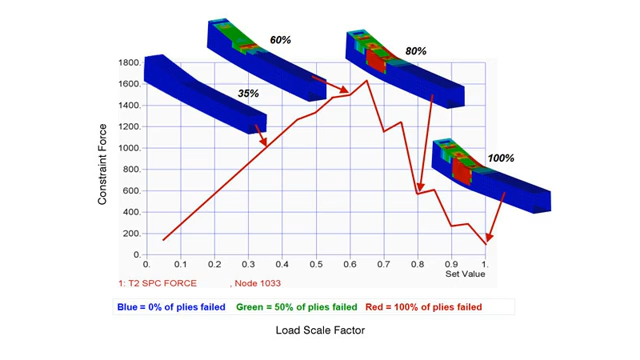 60%
80%
35%
100%
1800.
1600.
1400.
1200.
1000.
800.
600.
400.
200.
0.
Constraint Force
0. 0.1 0.2 0.3 0.4 0.5 0.6 0.7 0.8 0.9 1.
Set Value
1: T2 SPC FORCE , Node 1033
Blue = 0% of plies failed Green = 50% of plies failed Red = 100% of plies failed
Load Scale Factor